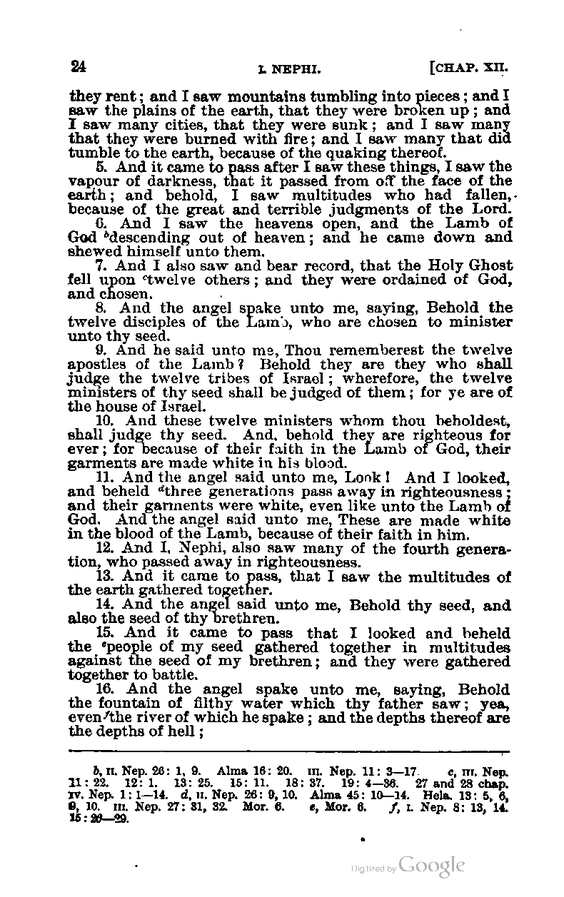 24 I. NEPHI. [CHAP. XII.
they rent; and I saw mountains tumbling into pieces; and I
saw the plains of the earth, that they were broken up; and
I saw many cities, that they were sunk; and I saw many
that they were burned with fire; and I saw many that did
tumble to the earth, because of the quaking thereof.
5. And it came to pass after I saw these things, I saw the
vapour of darkness, that it passed from off the face of the
earth; and behold, I saw multitudes who had fallen,
because of the great and terrible judgments of the Lord.
6. And I saw the heavens open, and the Lamb of
God ᵇdescending out of heaven; and he came down and
shewed himself unto them.
7. And I also saw and bear record, that the Holy Ghost
fell upon ᶜtwelve others; and they were ordained of God,
and chosen.
8. And the angel spake unto me, saying, Behold the
twelve disciples of the Lamb, who are chosen to minister
unto thy seed.
9. And he said unto me, Thou rememberest the twelve
apostles of the Lamb? Behold they are they who shall
judge the twelve tribes of Israel; wherefore, the twelve
ministers of thy seed shall be judged of them; for ye are of
the house of Israel.
10. And these twelve ministers whom thou beholdest,
shall judge thy seed. And, behold they are righteous for
ever; for because of their faith in the Lamb of God, their
garments are made white in his blood.
11. And the angel said unto me, Look! And I looked,
and beheld ᵈthree generations pass away in righteousness;
and their garments were white, even like unto the Lamb of
God. And the angel said unto me, These are made white
in the blood of the Lamb, because of their faith in him.
12. And I, Nephi, also saw many of the fourth genera-
tion, who passed away in righteousness.
13. And it came to pass, that I saw the multitudes of
the earth gathered together.
14. And the angel said unto me, Behold thy seed, and
also the seed of thy brethren.
15. And it came to pass that I looked and beheld
the ᵉpeople of my seed gathered together in multitudes
against the seed of my brethren; and they were gathered
together to battle.
16. And the angel spake unto me, saying, Behold
the fountain of filthy water which thy father saw; yea,
even ᶠthe river of which he spake; and the depths thereof are
the depths of hell;
b, II. Nep. 26: 1, 9. Alma 16: 20. III. Nep. 11: 3—17. c, III. Nep.
11: 22. 12: 1. 13: 25. 15: 11. 18: 37. 19: 4—36. 27 and 28 chap.
IV. Nep. 1: 1—14. d, II. Nep. 26: 9, 10. Alma 45: 10—14. Hela. 13: 5, 6,
9, 10. III. Nep. 27: 31, 32. Mor. 6. e, Mor. 6. f, I. Nep. 8: 13, 14.
15: 26—29.
Digitized by Google